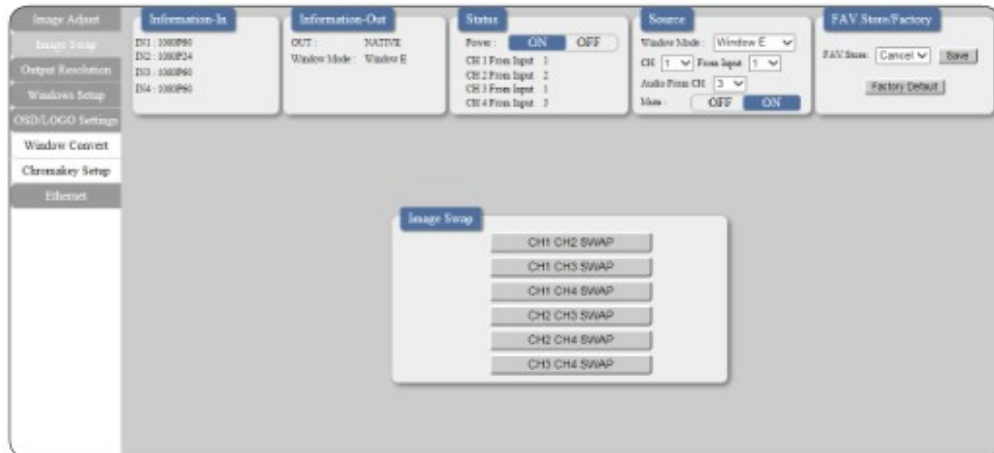 Image Adjust
Image Swap
Output Resolution
Windows Setup
OSD/LOGO Settings
Window Convert
Chromakey Setup
Ethernet
Information-In
IN1 : 1080P60
IN2 : 1080P24
IN3 : 1080P60
IN4 : 1080P60
Information-Out
OUT : NATIVE
Window Mode : Window E
Status
Power : ON OFF
CH 1 From Input 1
CH 2 From Input 2
CH 3 From Input 1
CH 4 From Input 3
Source
Window Mode : Window E
CH 1 From Input 1
Audio From CH 3
Mute : OFF ON
FAV.Store/Factory
FAV.Store: Cancel Save
Factory Default
Image Swap
CH1 CH2 SWAP
CH1 CH3 SWAP
CH1 CH4 SWAP
CH2 CH3 SWAP
CH2 CH4 SWAP
CH3 CH4 SWAP